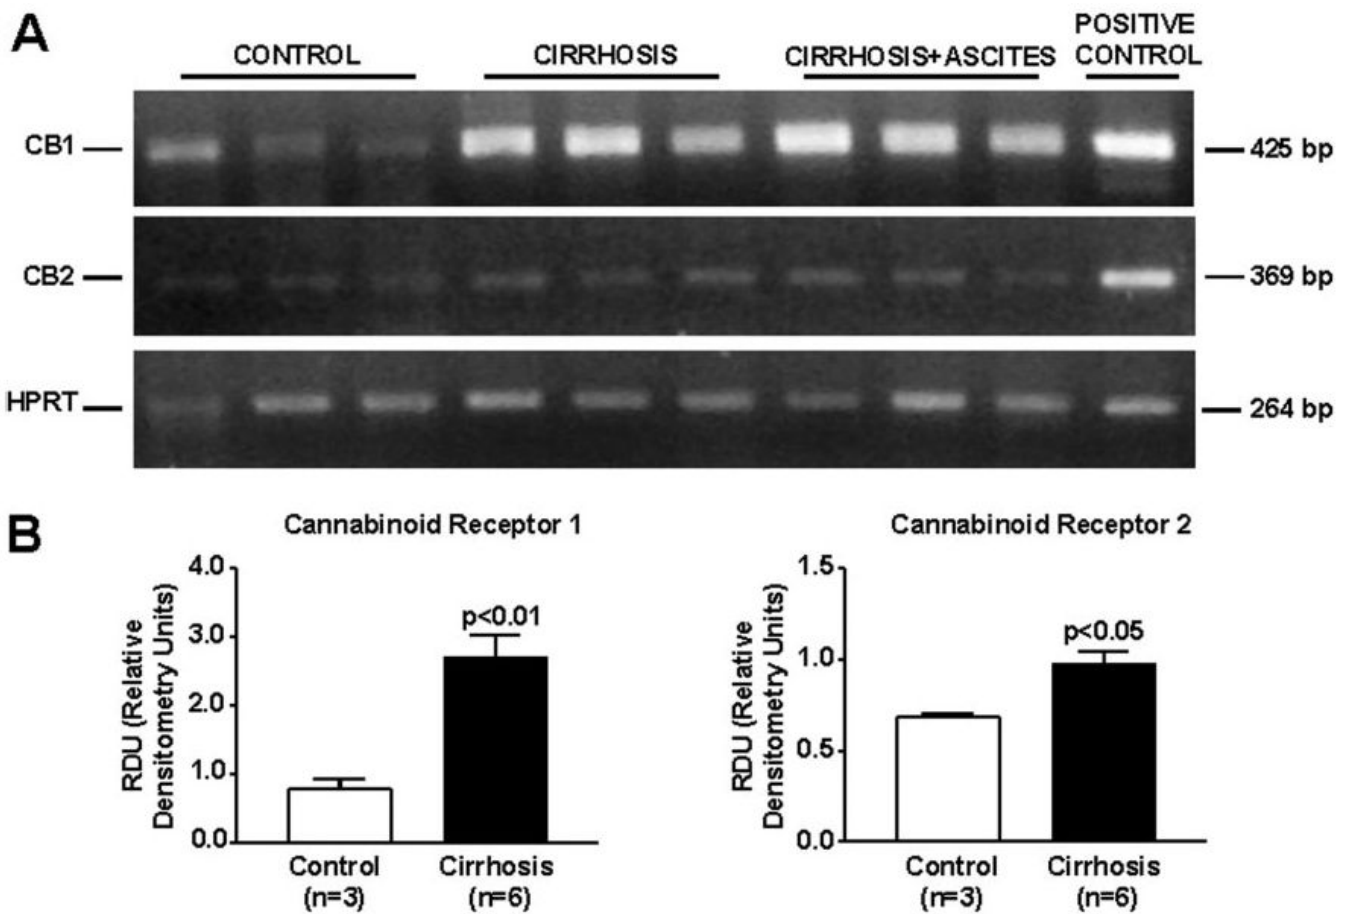 A
CONTROL
CIRRHOSIS
CIRRHOSIS+ASCITES
POSITIVE
CONTROL
CB1
425 bp
CB2
369 bp
HPRT
264 bp
B
Cannabinoid Receptor 1
RDU (Relative
Densitometry Units)
4.0
3.0
2.0
1.0
0.0
p<0.01
Control
(n=3)
Cirrhosis
(n=6)
Cannabinoid Receptor 2
RDU (Relative
Densitometry Units)
1.5
1.0
0.5
0.0
p<0.05
Control
(n=3)
Cirrhosis
(n=6)